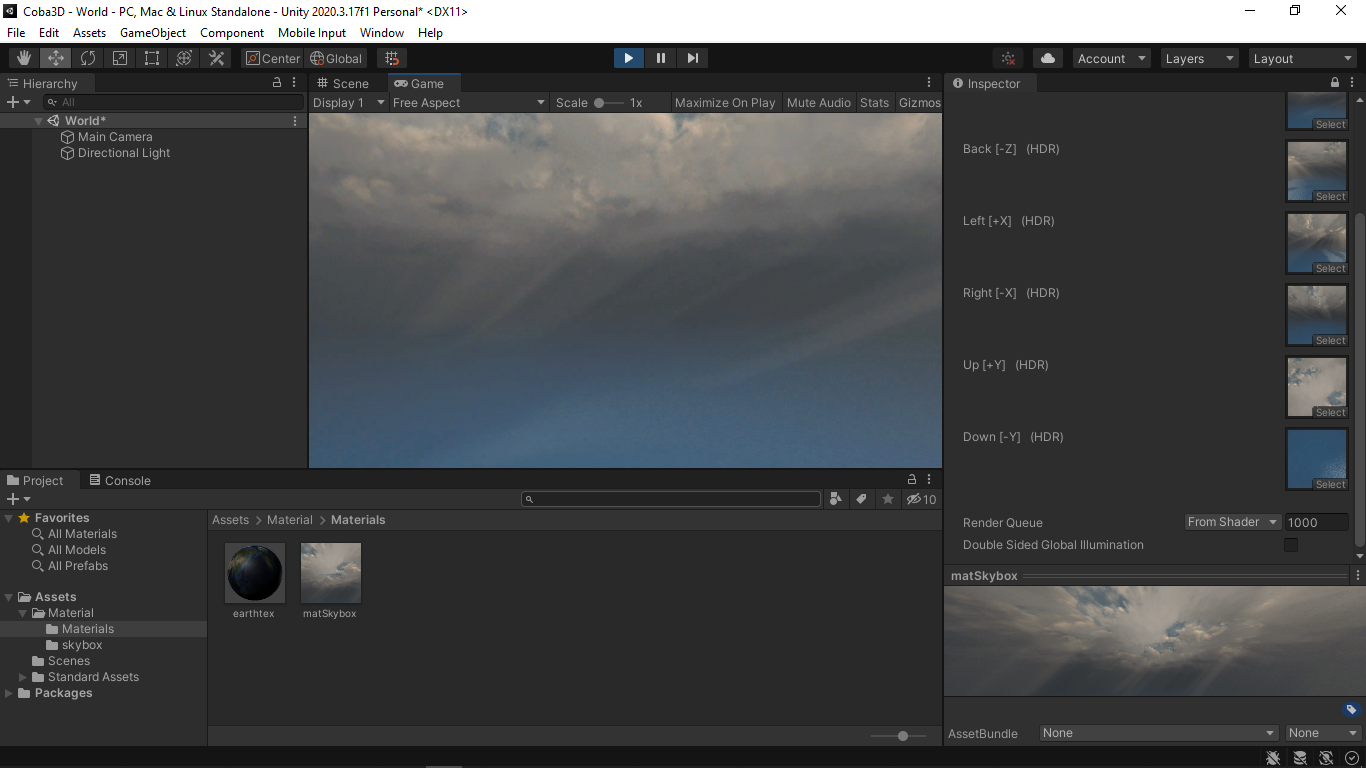 Coba3D - World - PC, Mac & Linux Standalone - Unity 2020.3.17f1 Personal* <DX11>
File Edit Assets GameObject Component Mobile Input Window Help
Center Global Account Layers Layout
Hierarchy
All
World*
Main Camera
Directional Light
Scene Game
Display 1 Free Aspect Scale 1x Maximize On Play Mute Audio Stats Gizmos
Inspector
Select
Back [-Z] (HDR)
Select
Left [+X] (HDR)
Select
Right [-X] (HDR)
Select
Up [+Y] (HDR)
Select
Down [-Y] (HDR)
Select
Render Queue From Shader 1000
Double Sided Global Illumination
matSkybox
AssetBundle None None
Project Console
10
Favorites
All Materials
All Models
All Prefabs
Assets
Material
Materials
skybox
Scenes
Standard Assets
Packages
Assets > Material > Materials
earthtex matSkybox